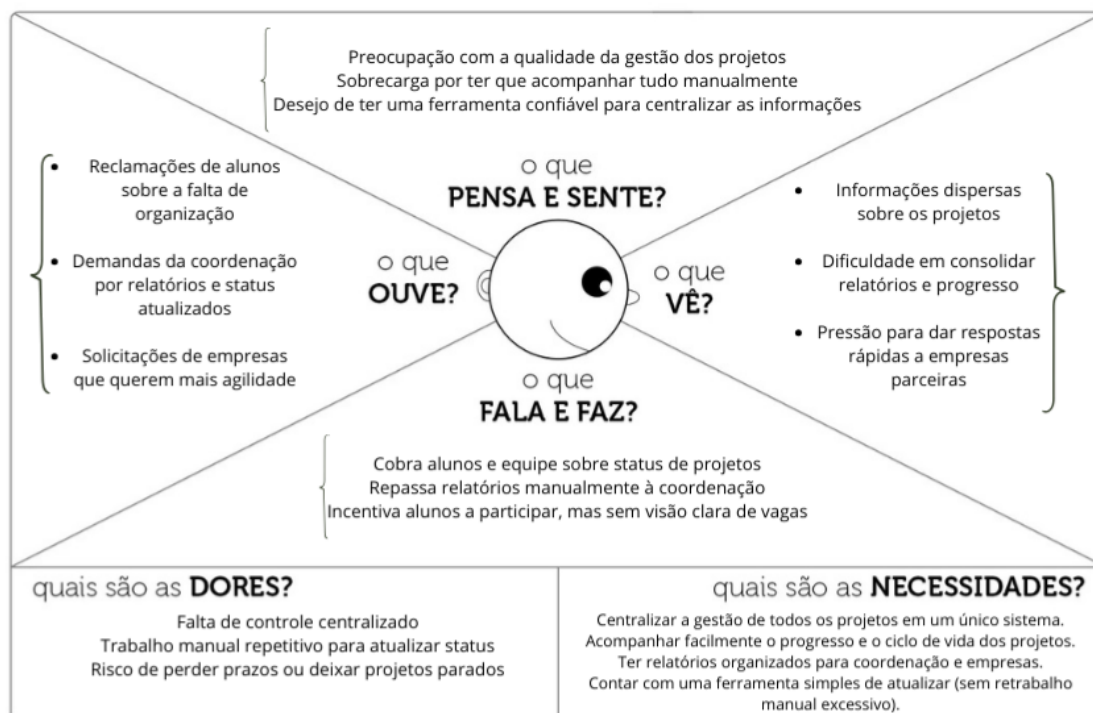 Preocupação com a qualidade da gestão dos projetos
Sobrecarga por ter que acompanhar tudo manualmente
Desejo de ter uma ferramenta confiável para centralizar as informações
o que
PENSA E SENTE?
• Reclamações de alunos
sobre a falta de
organização
• Demandas da coordenação
por relatórios e status
atualizados
• Solicitações de empresas
que querem mais agilidade
o que
OUVE?
o que
VÊ?
• Informações dispersas
sobre os projetos
• Dificuldade em consolidar
relatórios e progresso
• Pressão para dar respostas
rápidas a empresas
parceiras
o que
FALA E FAZ?
Cobra alunos e equipe sobre status de projetos
Repassa relatórios manualmente à coordenação
Incentiva alunos a participar, mas sem visão clara de vagas
quais são as DORES?
Falta de controle centralizado
Trabalho manual repetitivo para atualizar status
Risco de perder prazos ou deixar projetos parados
quais são as NECESSIDADES?
Centralizar a gestão de todos os projetos em um único sistema.
Acompanhar facilmente o progresso e o ciclo de vida dos projetos.
Ter relatórios organizados para coordenação e empresas.
Contar com uma ferramenta simples de atualizar (sem retrabalho
manual excessivo).